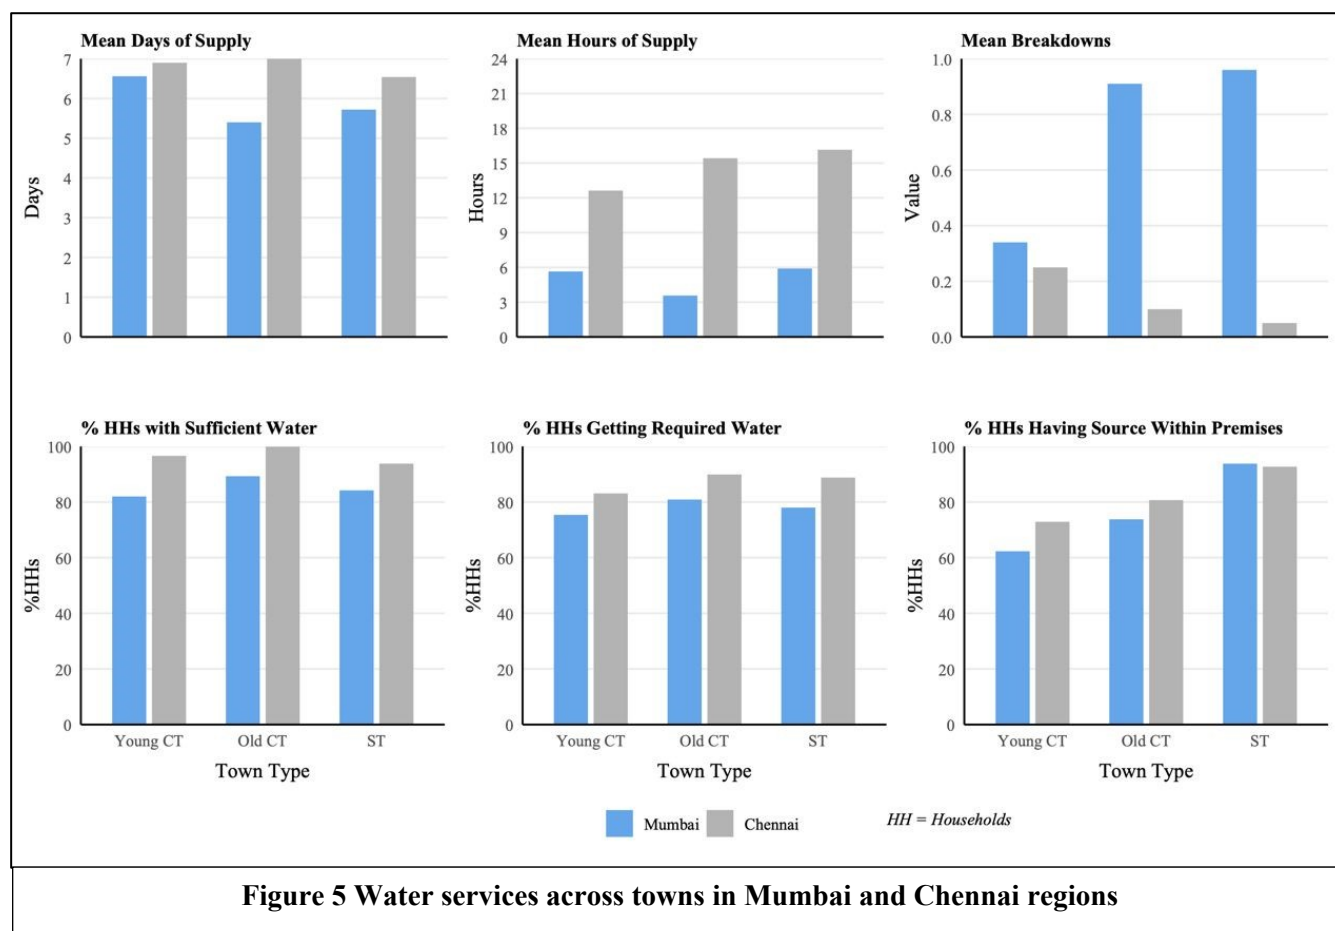 Mean Days of Supply
7
6
5
4
3
2
1
0
Days
Mean Hours of Supply
24
21
18
15
12
9
6
3
0
Hours
Mean Breakdowns
1.0
0.8
0.6
0.4
0.2
0.0
Value
% HHs with Sufficient Water
100
80
60
40
20
0
%HHs
Young CT Old CT ST
Town Type
% HHs Getting Required Water
100
80
60
40
20
0
%HHs
Young CT Old CT ST
Town Type
% HHs Having Source Within Premises
100
80
60
40
20
0
%HHs
Young CT Old CT ST
Town Type
Mumbai Chennai HH = Households
Figure 5 Water services across towns in Mumbai and Chennai regions